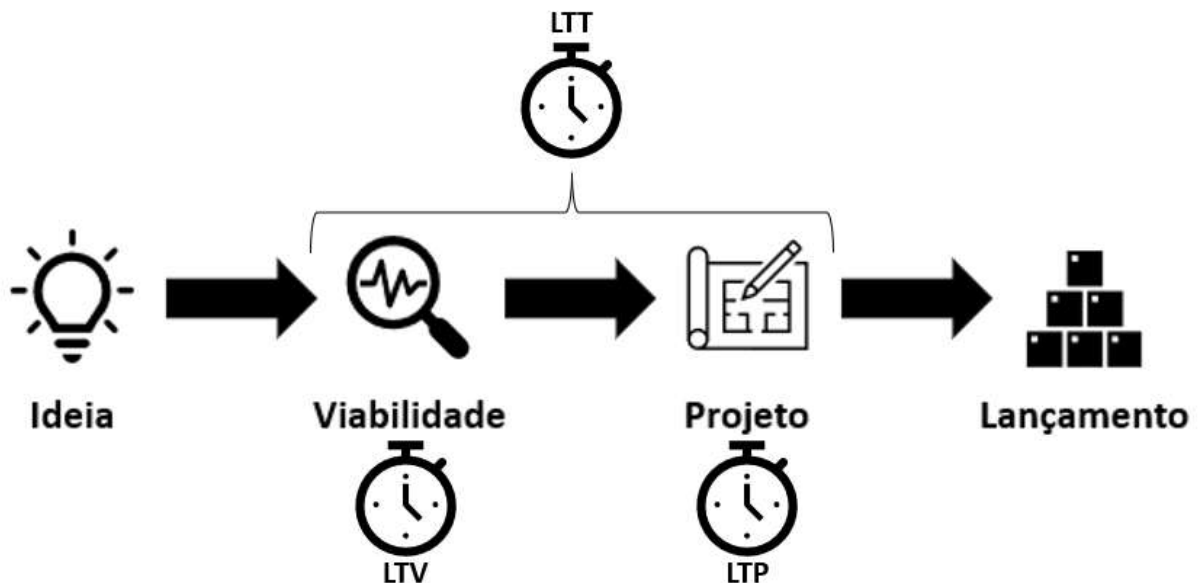 LTT
Ideia
Viabilidade
Projeto
Lançamento
LTV
LTP